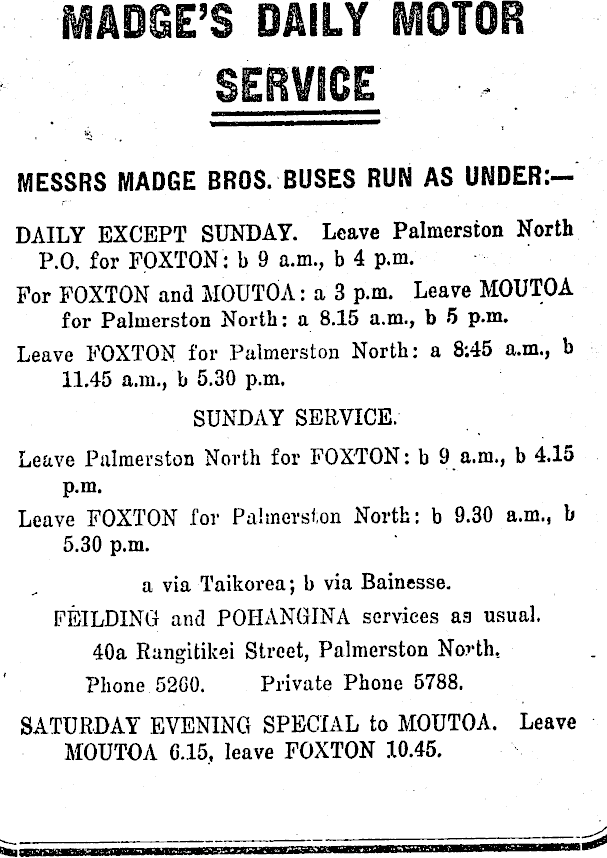 MADGE'S DAILY MOTOR
SERVICE
MESSRS MADGE BROS. BUSES RUN AS UNDER:—
DAILY EXCEPT SUNDAY. Leave Palmerston North
P.O. for FOXTON: b 9 a.m., b 4 p.m.
For FOXTON and MOUTOA: a 3 p.m. Leave MOUTOA
for Palmerston North: a 8.15 a.m., b 5 p.m.
Leave FOXTON for Palmerston North: a 8:45 a.m., b
11.45 a.m., b 5.30 p.m.
SUNDAY SERVICE.
Leave Palmerston North for FOXTON: b 9 a.m., b 4.15
p.m.
Leave FOXTON for Palmerston North: b 9.30 a.m., b
5.30 p.m.
a via Taikorea; b via Bainesse.
FEILDING and POHANGINA services as usual.
40a Rangitikei Street, Palmerston North.
Phone 5260. Private Phone 5788.
SATURDAY EVENING SPECIAL to MOUTOA. Leave
MOUTOA 6.15, leave FOXTON 10.45.